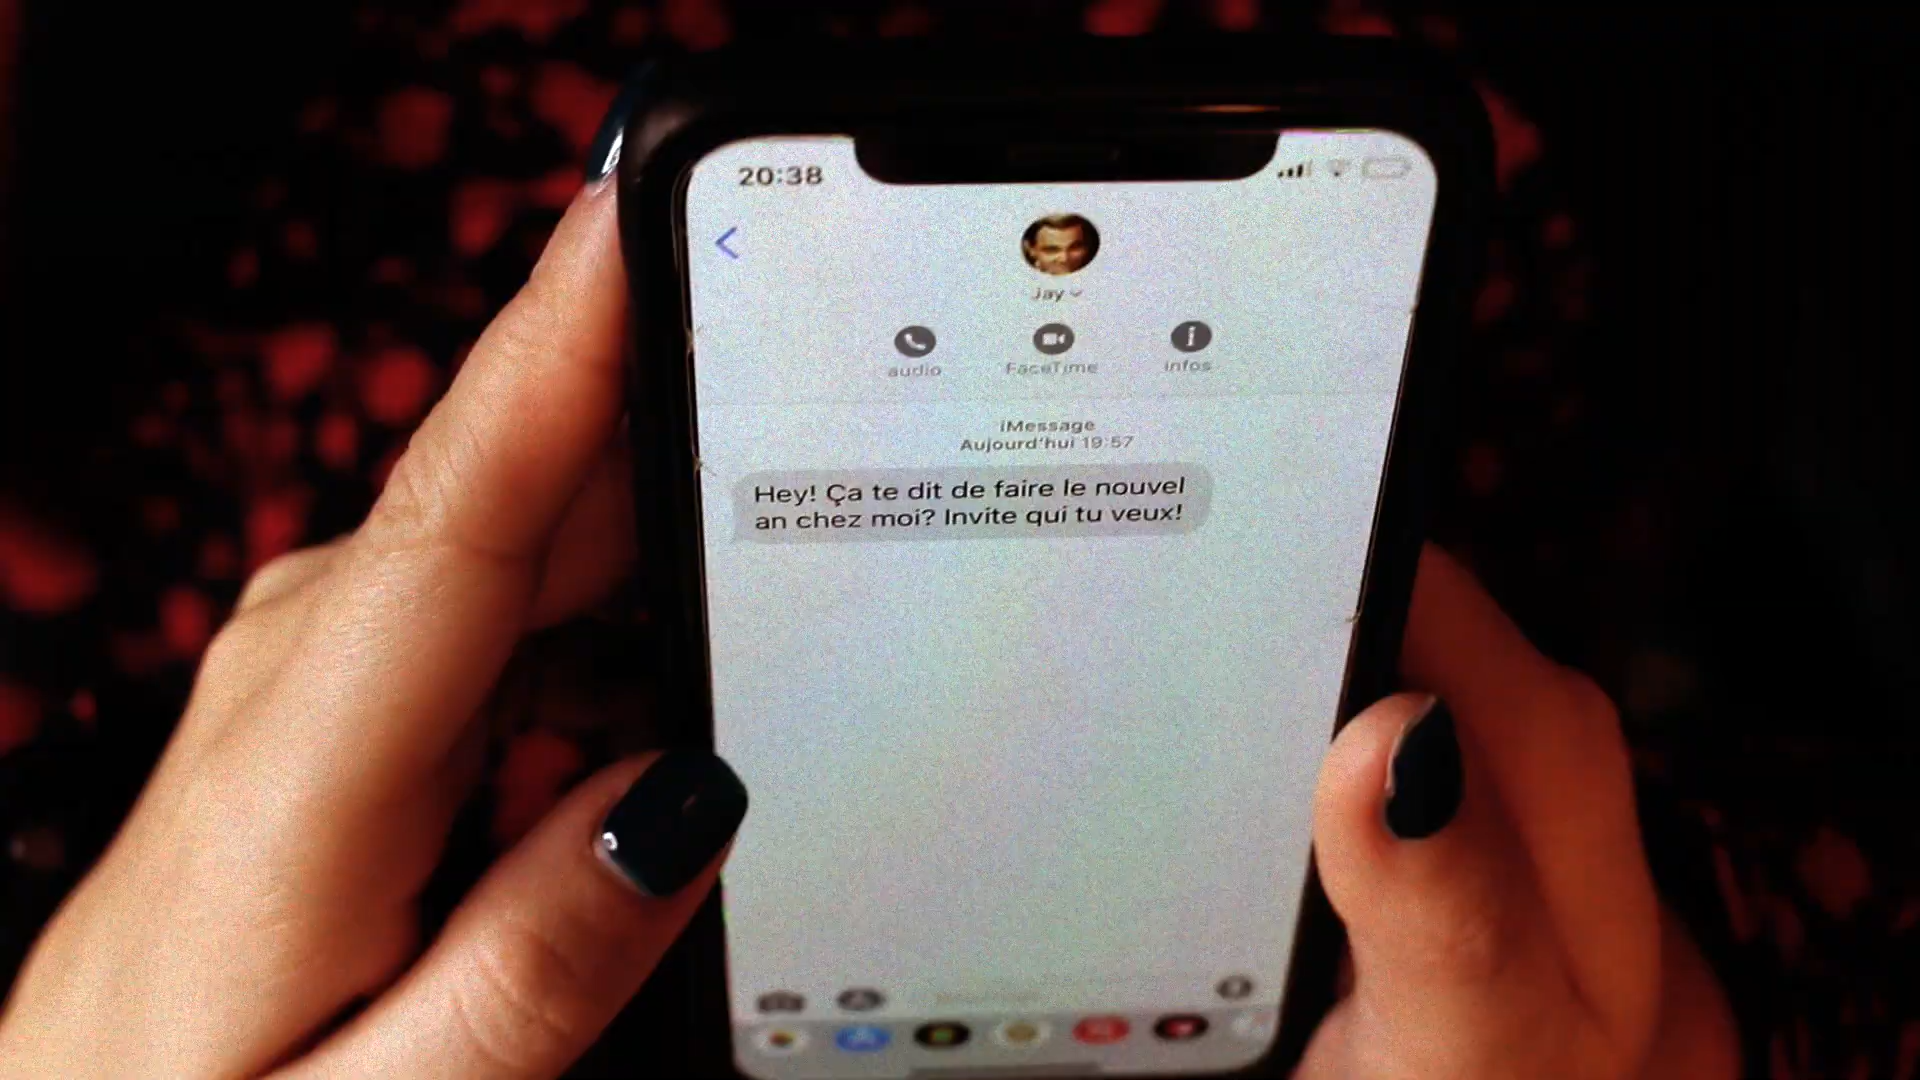 20:38
Jay
audio FaceTime infos
iMessage
Aujourd'hui 19:57
Hey! Ça te dit de faire le nouvel
an chez moi? Invite qui tu veux!